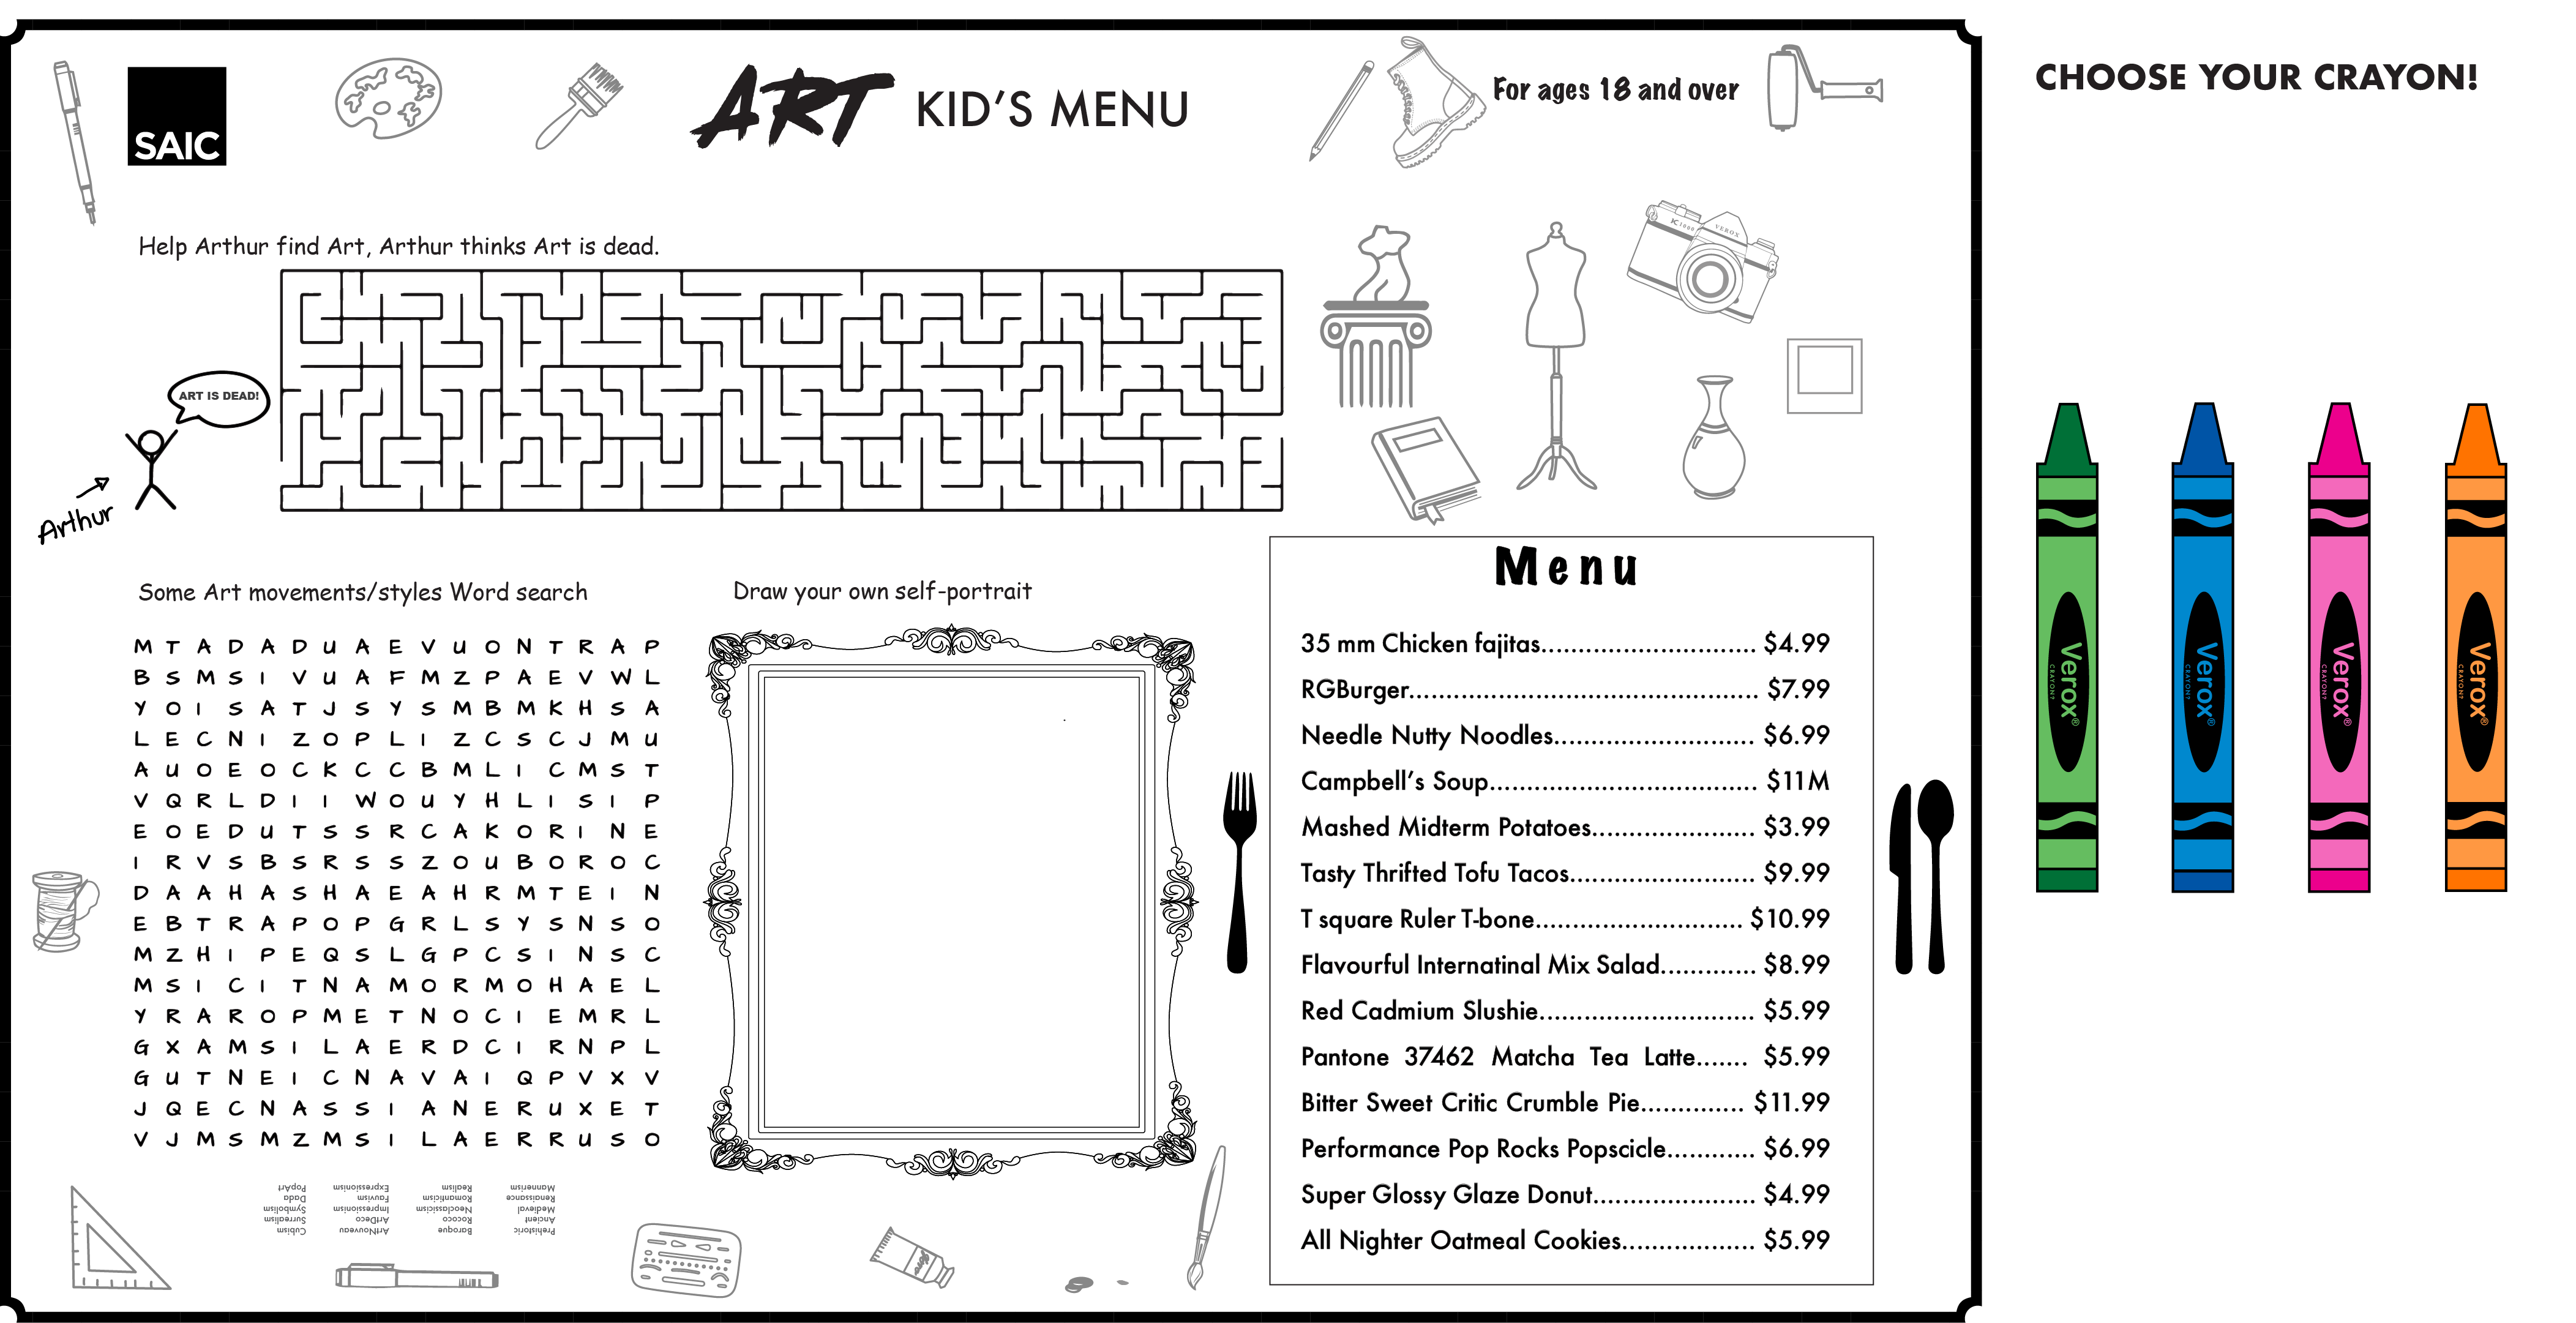 SAIC
ART KID'S MENU
For ages 18 and over
CHOOSE YOUR CRAYON!
K1000 VEROX
Help Arthur find Art, Arthur thinks Art is dead.
ART IS DEAD!
Arthur
Some Art movements/styles Word search
M T A D A D U A E V U O N T R A P
B S M S I V U A F M Z P A E V W L
Y O I S A T J S Y S M B M K H S A
L E C N I Z O P L I Z C S C J M U
A U O E O C K C C B M L I C M S T
V Q R L D I I W O U Y H L I S I P
E O E D U T S S R C A K O R I N E
I R V S B S R S S Z O U B O R O C
D A A H A S H A E A H R M T E I N
E B T R A P O P G R L S Y S N S O
M Z H I P E Q S L G P C S I N S C
M S I C I T N A M O R M O H A E L
Y R A R O P M E T N O C I E M R L
G X A M S I L A E R D C I R N P L
G U T N E I C N A V A I Q P V X V
J Q E C N A S S I A N E R U X E T
V J M S M Z M S I L A E R R U S O
Prehistoric Baroque ArtNouveau Cubism
Ancient Rococo ArtDeco Surrealism
Medieval Neoclassicism Impressionism Symbolism
Renaissance Romanticism Fauvism Dada
Mannerism Realism Expressionism PopArt
Draw your own self-portrait
Menu
35 mm Chicken fajitas............................ $4.99
RGBurger.............................................. $7.99
Needle Nutty Noodles.......................... $6.99
Campbell's Soup................................... $11M
Mashed Midterm Potatoes..................... $3.99
Tasty Thrifted Tofu Tacos........................ $9.99
T square Ruler T-bone........................... $10.99
Flavourful Internatinal Mix Salad............ $8.99
Red Cadmium Slushie............................ $5.99
Pantone 37462 Matcha Tea Latte....... $5.99
Bitter Sweet Critic Crumble Pie.............. $11.99
Performance Pop Rocks Popscicle............ $6.99
Super Glossy Glaze Donut..................... $4.99
All Nighter Oatmeal Cookies.................. $5.99
Verox®
CRAYON?
Verox®
CRAYON?
Verox®
CRAYON?
Verox®
CRAYON?